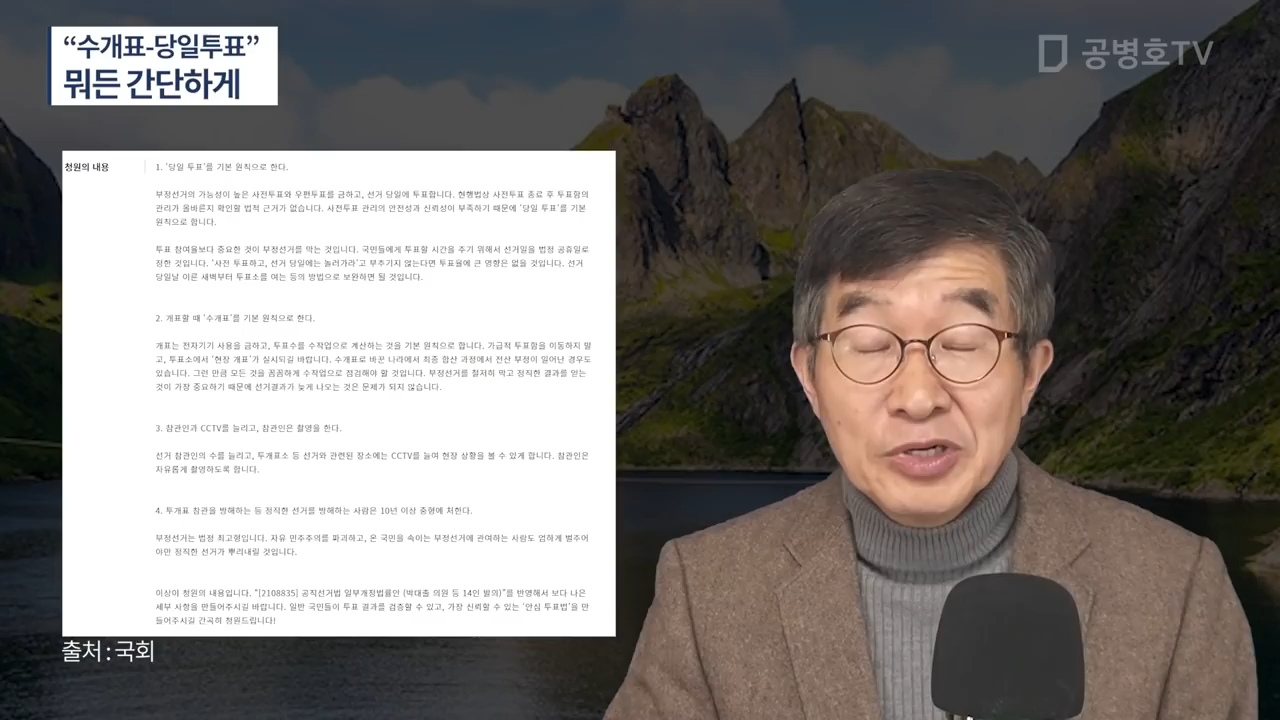 “수개표-당일투표”
뭐든 간단하게
공병호TV
청원의 내용
1. '당일 투표'를 기본 원칙으로 한다.
부정선거의 가능성이 높은 사전투표와 우편투표를 금하고, 선거 당일에 투표합니다. 현행법상 사전투표 종료 후 투표함의
관리가 올바른지 확인할 법적 근거가 없습니다. 사전투표 관리의 안전성과 신뢰성이 부족하기 때문에 '당일 투표'를 기본
원칙으로 합니다.
투표 참여율보다 중요한 것이 부정선거를 막는 것입니다. 국민들에게 투표할 시간을 주기 위해서 선거일을 법정 공휴일로
정한 것입니다. '사전 투표하고, 선거 당일에는 놀러가라'고 부추기지 않는다면 투표율에 큰 영향은 없을 것입니다. 선거
당일날 이른 새벽부터 투표소를 여는 등의 방법으로 보완하면 될 것입니다.
2. 개표할 때 '수개표'를 기본 원칙으로 한다.
개표는 전자기기 사용을 금하고, 투표수를 수작업으로 계산하는 것을 기본 원칙으로 합니다. 가급적 투표함을 이동하지 말
고, 투표소에서 '현장 개표'가 실시되길 바랍니다. 수개표로 바꾼 나라에서 최종 합산 과정에서 전산 부정이 일어난 경우도
있습니다. 그런 만큼 모든 것을 꼼꼼하게 수작업으로 점검해야 할 것입니다. 부정선거를 철저히 막고 정직한 결과를 얻는
것이 가장 중요하기 때문에 선거결과가 늦게 나오는 것은 문제가 되지 않습니다.
3. 참관인과 CCTV를 늘리고, 참관인은 촬영을 한다.
선거 참관인의 수를 늘리고, 투개표소 등 선거와 관련된 장소에는 CCTV를 늘여 현장 상황을 볼 수 있게 합니다. 참관인은
자유롭게 촬영하도록 합니다.
4. 투개표 참관을 방해하는 등 정직한 선거를 방해하는 사람은 10년 이상 중형에 처한다.
부정선거는 법정 최고형입니다. 자유 민주주의를 파괴하고, 온 국민을 속이는 부정선거에 관여하는 사람도 엄하게 벌주어
야만 정직한 선거가 뿌리내릴 것입니다.
이상이 청원의 내용입니다. "[2108835] 공직선거법 일부개정법률안 (박대출 의원 등 14인 발의)"를 반영해서 보다 나은
세부 사항을 만들어주시길 바랍니다. 일반 국민들이 투표 결과를 검증할 수 있고, 가장 신뢰할 수 있는 '안심 투표법'을 만
들어주시길 간곡히 청원드립니다!
출처 : 국회